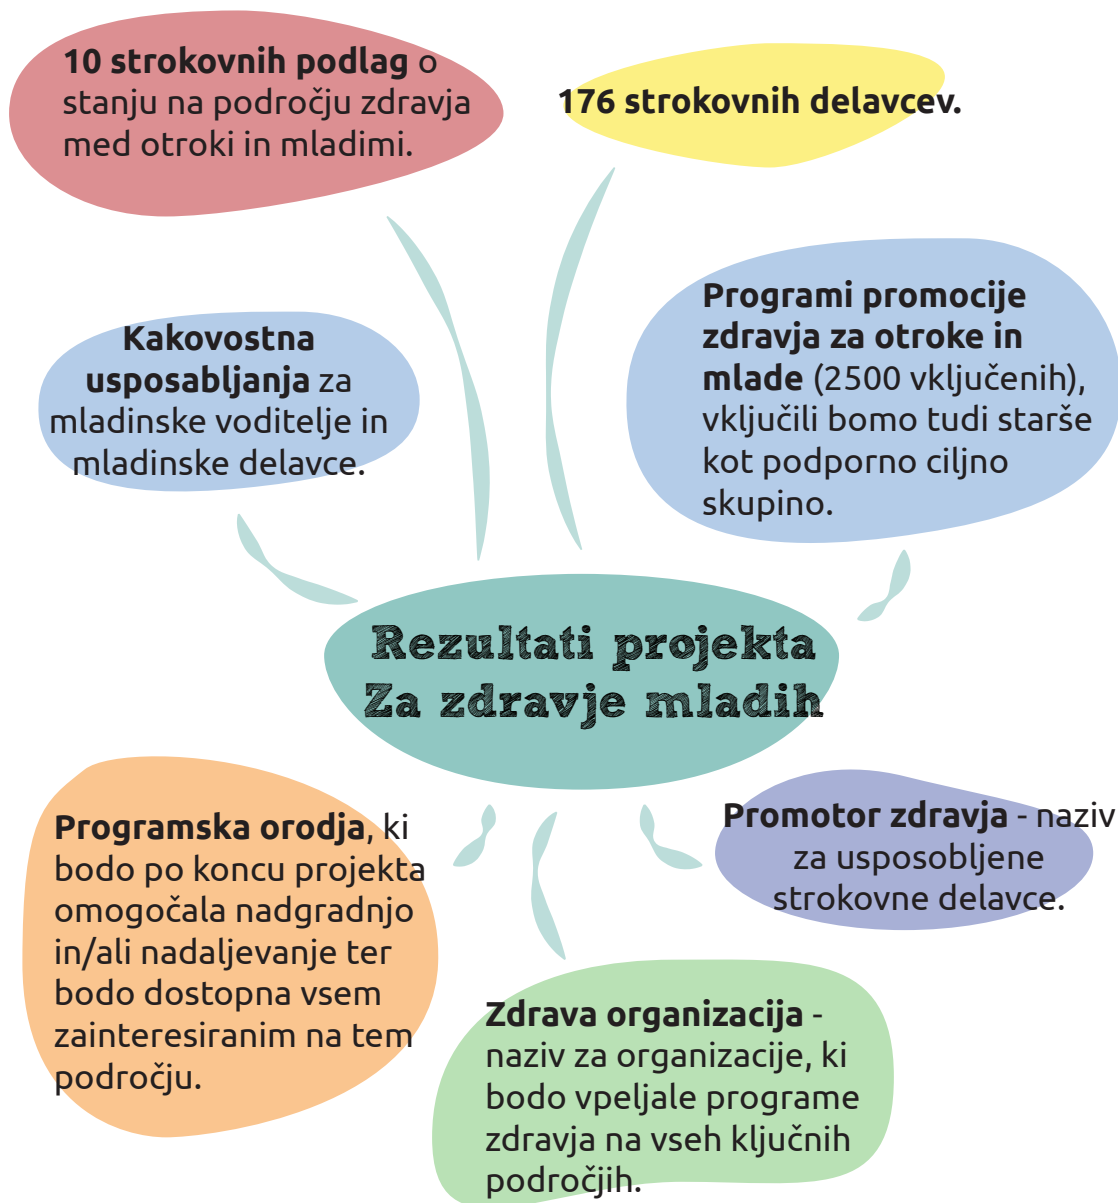 10 strokovnih podlag o
stanju na področju zdravja
med otroki in mladimi.
176 strokovnih delavcev.
Kakovostna
usposabljanja za
mladinske voditelje in
mladinske delavce.
Programi promocije
zdravja za otroke in
mlade (2500 vključenih),
vključili bomo tudi starše
kot podporno ciljno
skupino.
Rezultati projekta
Za zdravje mladih
Programska orodja, ki
bodo po koncu projekta
omogočala nadgradnjo
in/ali nadaljevanje ter
bodo dostopna vsem
zainteresiranim na tem
področju.
Promotor zdravja - naziv
za usposobljene
strokovne delavce.
Zdrava organizacija -
naziv za organizacije, ki
bodo vpeljale programe
zdravja na vseh ključnih
področjih.